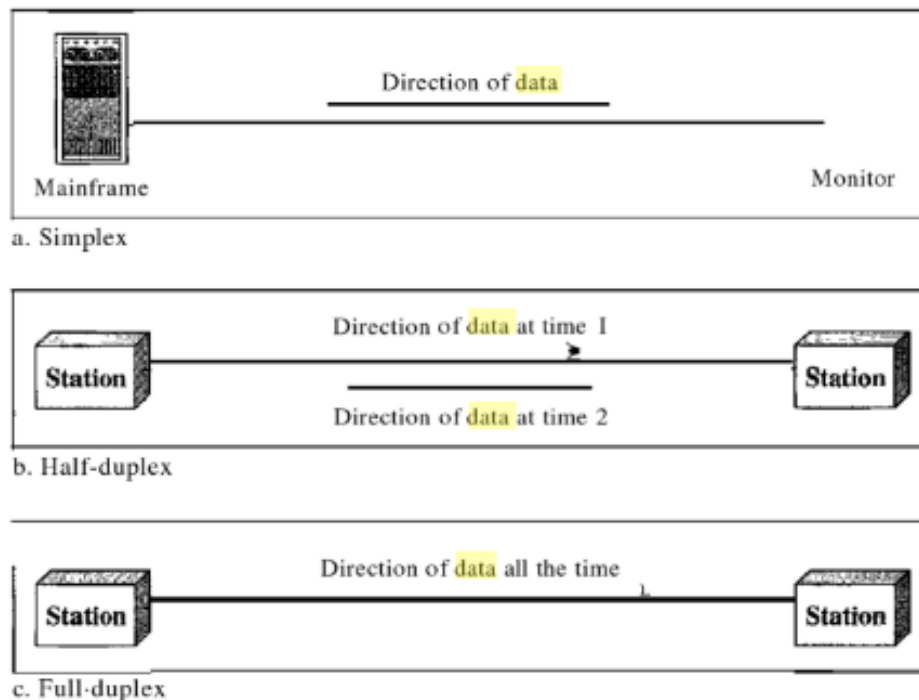 Direction of data
Mainframe
Monitor
a. Simplex
Direction of data at time I
Station
Station
Direction of data at time 2
b. Half-duplex
Direction of data all the time
Station
Station
c. Full-duplex